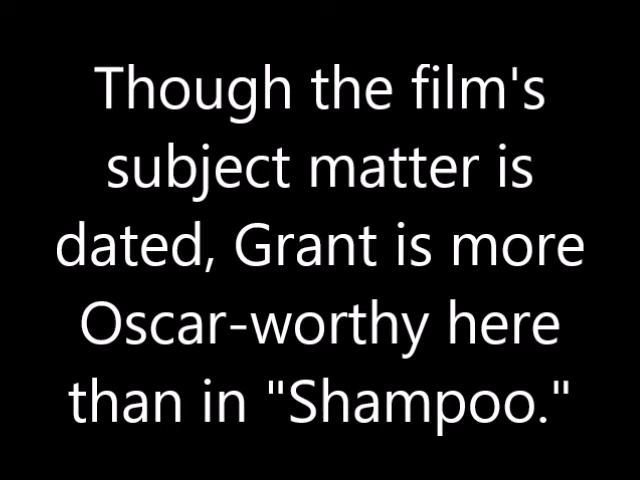 Though the film's
subject matter is
dated, Grant is more
Oscar-worthy here
than in "Shampoo."